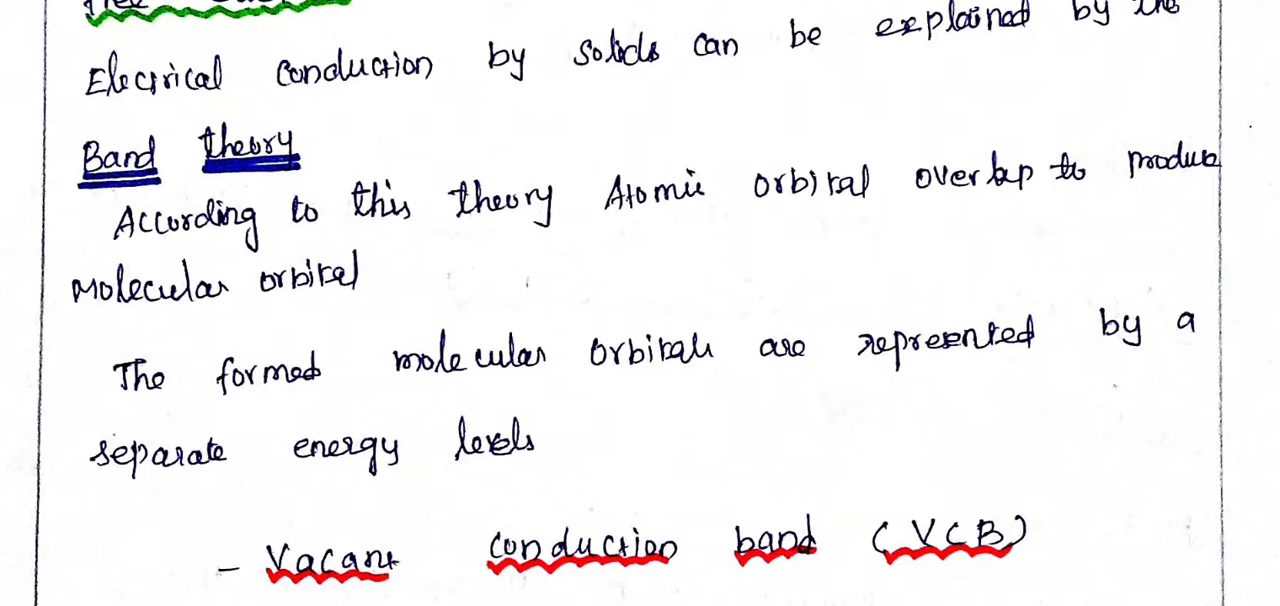 Electrical conduction by solids can be explained by the
Band theory
According to this theory Atomic orbital overlap to produce
Molecular orbital
The formed molecular orbitals are represented by a
separate energy levels
- Vacant conduction band (VCB)